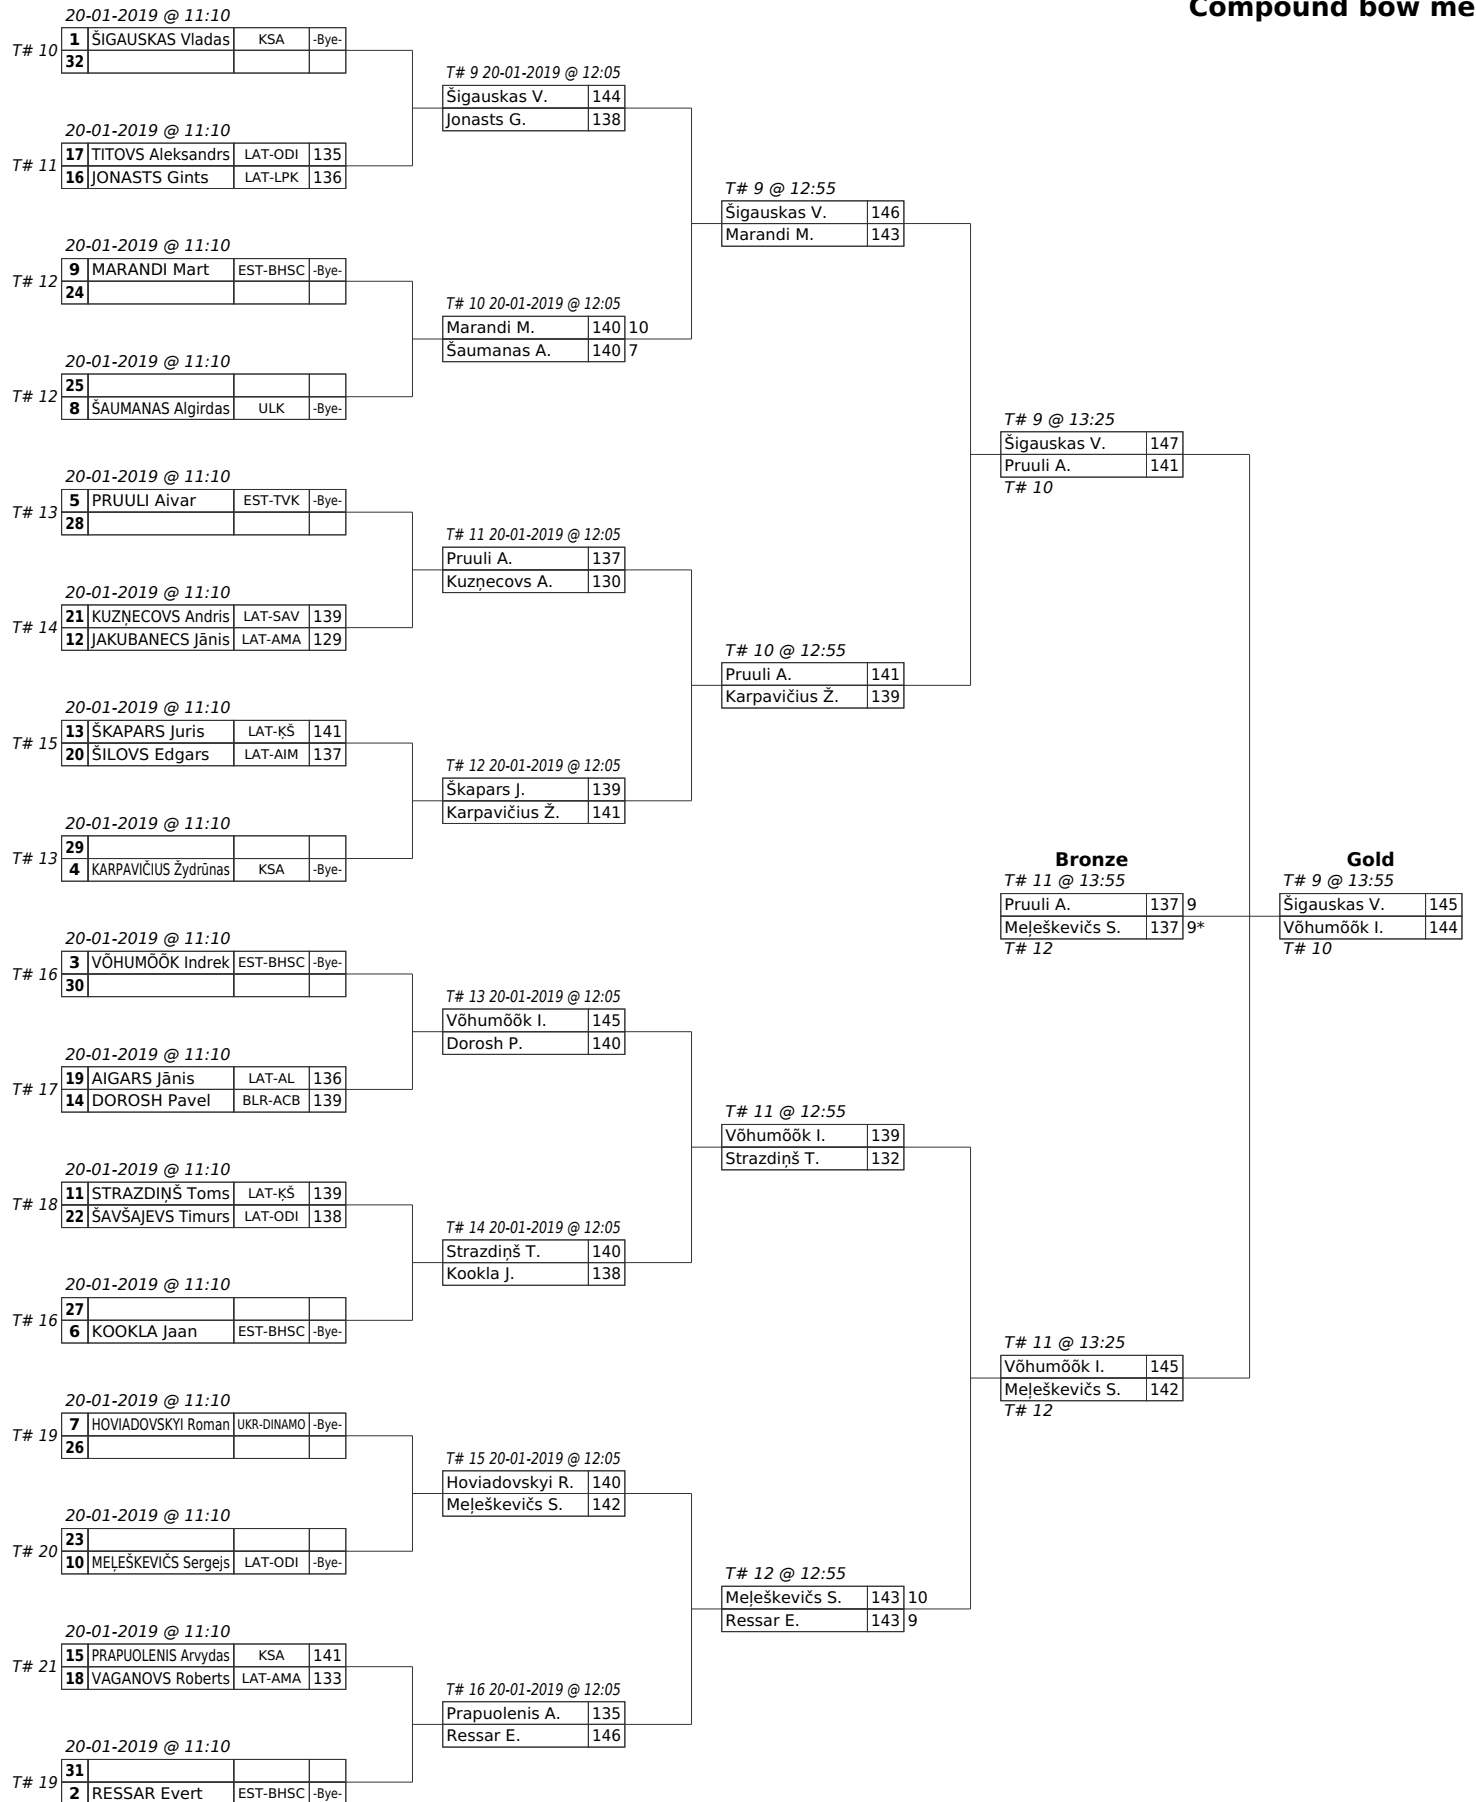 Compound bow me
20-01-2019 @ 11:10
T# 10
1 ŠIGAUSKAS Vladas KSA -Bye-
32
20-01-2019 @ 11:10
T# 11
17 TITOVS Aleksandrs LAT-ODI 135
16 JONASTS Gints LAT-LPK 136
20-01-2019 @ 11:10
T# 12
9 MARANDI Mart EST-BHSC -Bye-
24
20-01-2019 @ 11:10
T# 12
25
8 ŠAUMANAS Algirdas ULK -Bye-
20-01-2019 @ 11:10
T# 13
5 PRUULI Aivar EST-TVK -Bye-
28
20-01-2019 @ 11:10
T# 14
21 KUZŅECOVS Andris LAT-SAV 139
12 JAKUBANECS Jānis LAT-AMA 129
20-01-2019 @ 11:10
T# 15
13 ŠKAPARS Juris LAT-ĶŠ 141
20 ŠILOVS Edgars LAT-AIM 137
20-01-2019 @ 11:10
T# 13
29
4 KARPAVIČIUS Žydrūnas KSA -Bye-
20-01-2019 @ 11:10
T# 16
3 VÕHUMÕÕK Indrek EST-BHSC -Bye-
30
20-01-2019 @ 11:10
T# 17
19 AIGARS Jānis LAT-AL 136
14 DOROSH Pavel BLR-ACB 139
20-01-2019 @ 11:10
T# 18
11 STRAZDIŅŠ Toms LAT-ĶŠ 139
22 ŠAVŠAJEVS Timurs LAT-ODI 138
20-01-2019 @ 11:10
T# 16
27
6 KOOKLA Jaan EST-BHSC -Bye-
20-01-2019 @ 11:10
T# 19
7 HOVIADOVSKYI Roman UKR-DINAMO -Bye-
26
20-01-2019 @ 11:10
T# 20
23
10 MEĻEŠKEVIČS Sergejs LAT-ODI -Bye-
20-01-2019 @ 11:10
T# 21
15 PRAPUOLENIS Arvydas KSA 141
18 VAGANOVS Roberts LAT-AMA 133
20-01-2019 @ 11:10
T# 19
31
2 RESSAR Evert EST-BHSC -Bye-
T# 9 20-01-2019 @ 12:05
Šigauskas V. 144
Jonasts G. 138
T# 10 20-01-2019 @ 12:05
Marandi M. 140 10
Šaumanas A. 140 7
T# 11 20-01-2019 @ 12:05
Pruuli A. 137
Kuzņecovs A. 130
T# 12 20-01-2019 @ 12:05
Škapars J. 139
Karpavičius Ž. 141
T# 13 20-01-2019 @ 12:05
Võhumõõk I. 145
Dorosh P. 140
T# 14 20-01-2019 @ 12:05
Strazdiņš T. 140
Kookla J. 138
T# 15 20-01-2019 @ 12:05
Hoviadovskyi R. 140
Meļeškevičs S. 142
T# 16 20-01-2019 @ 12:05
Prapuolenis A. 135
Ressar E. 146
T# 9 @ 12:55
Šigauskas V. 146
Marandi M. 143
T# 10 @ 12:55
Pruuli A. 141
Karpavičius Ž. 139
T# 11 @ 12:55
Võhumõõk I. 139
Strazdiņš T. 132
T# 12 @ 12:55
Meļeškevičs S. 143 10
Ressar E. 143 9
T# 9 @ 13:25
Šigauskas V. 147
Pruuli A. 141
T# 10
T# 11 @ 13:25
Võhumõõk I. 145
Meļeškevičs S. 142
T# 12
Bronze
T# 11 @ 13:55
Pruuli A. 137 9
Meļeškevičs S. 137 9*
T# 12
Gold
T# 9 @ 13:55
Šigauskas V. 145
Võhumõõk I. 144
T# 10